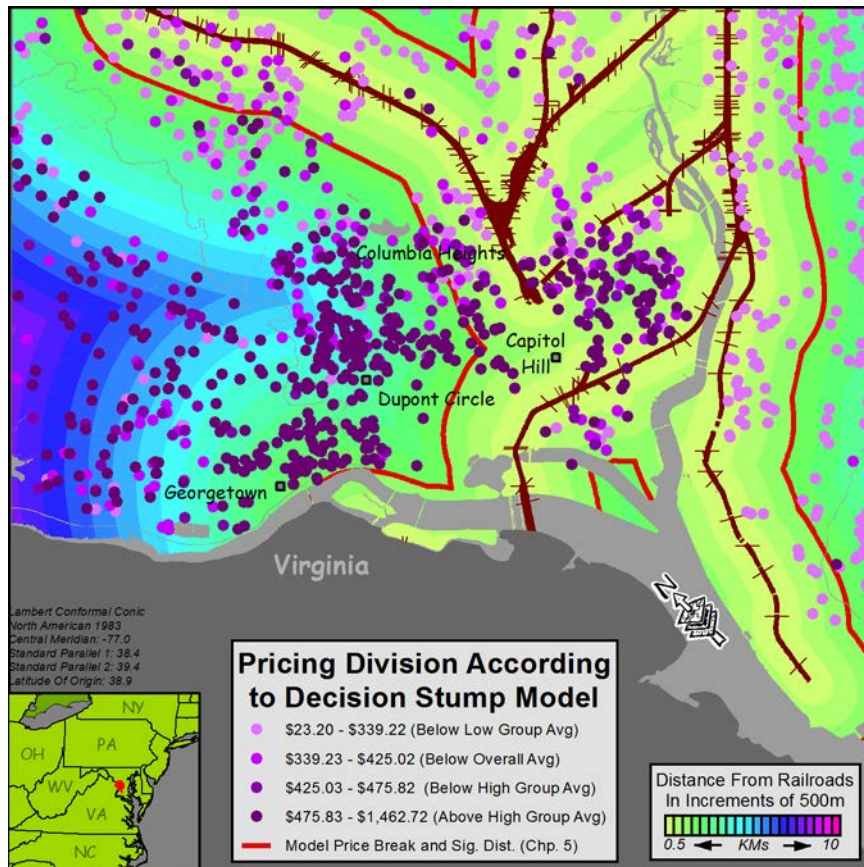 Columbia Heights
Capitol
Hill
Dupont Circle
Georgetown
Virginia
N
Lambert Conformal Conic
North American 1983
Central Meridian: -77.0
Standard Parallel 1: 38.4
Standard Parallel 2: 39.4
Latitude Of Origin: 38.9
NY
PA
OH
WV
VA
NC
Pricing Division According
to Decision Stump Model
$23.20 - $339.22 (Below Low Group Avg)
$339.23 - $425.02 (Below Overall Avg)
$425.03 - $475.82 (Below High Group Avg)
$475.83 - $1,462.72 (Above High Group Avg)
Model Price Break and Sig. Dist. (Chp. 5)
Distance From Railroads
In Increments of 500m
0.5 KMs 10